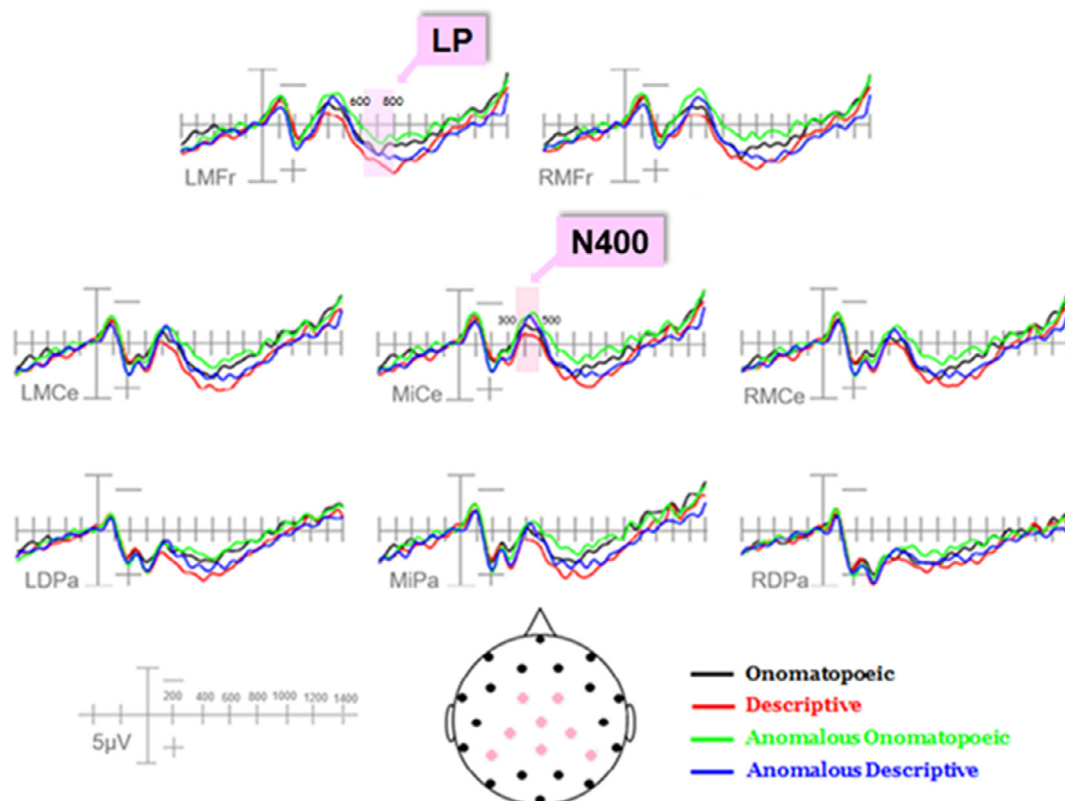 LP
600 800
LMFr
RMFr
N400
300 500
LMCe
MiCe
RMCe
LDPa
MiPa
RDPa
200 400 600 800 1000 1200 1400
5µV
Onomatopoeic
Descriptive
Anomalous Onomatopoeic
Anomalous Descriptive